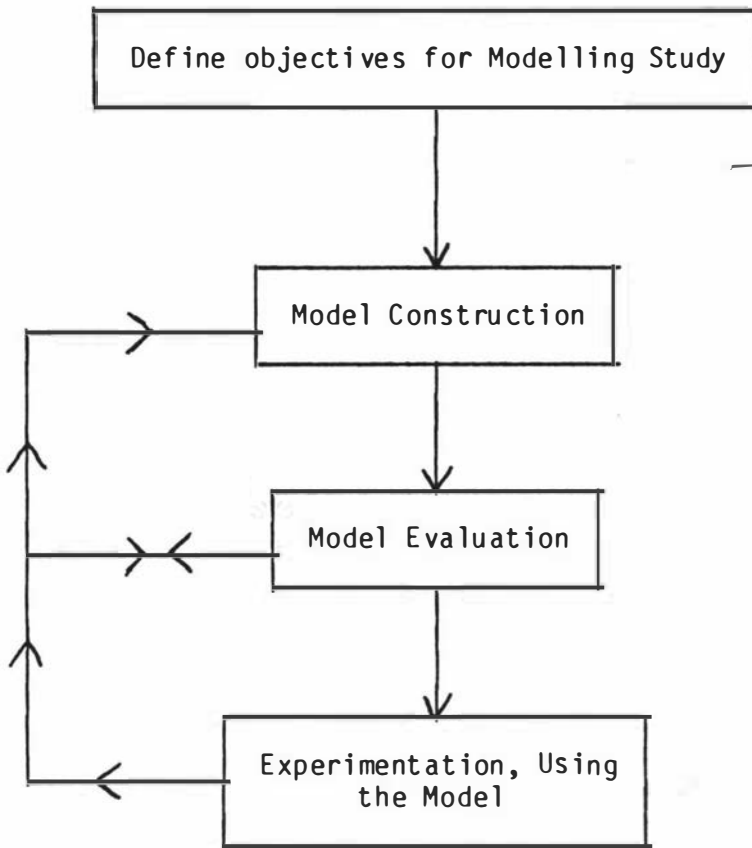 Define objectives for Modelling Study
Model Construction
Model Evaluation
Experimentation, Using
the Model